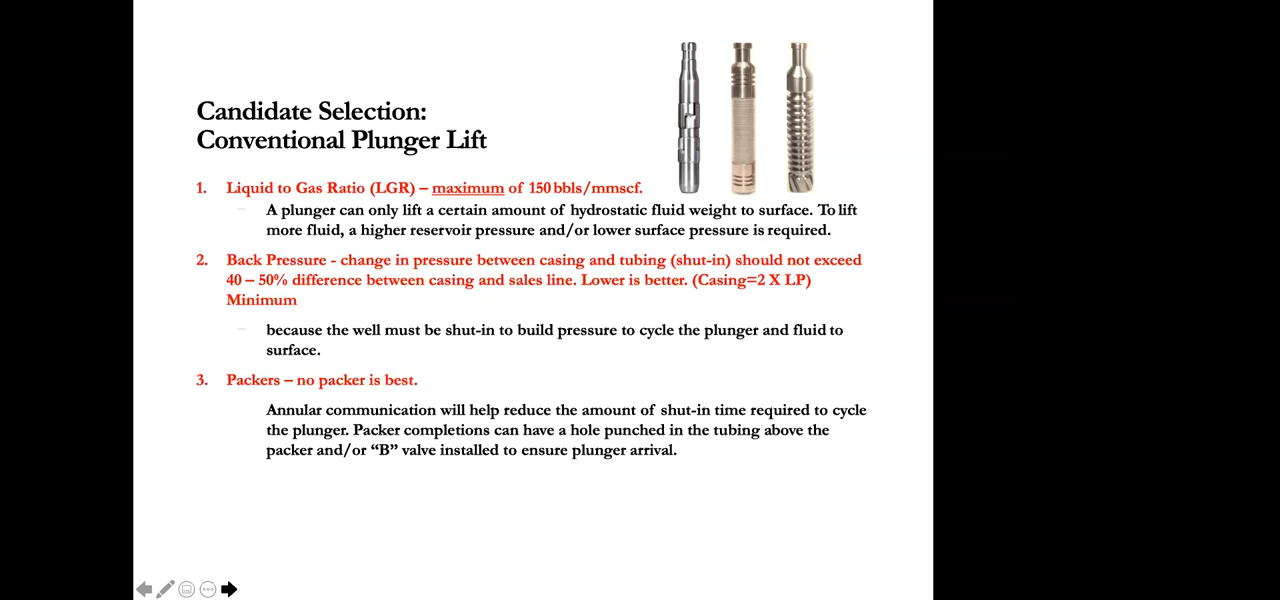 Candidate Selection:
Conventional Plunger Lift
1. Liquid to Gas Ratio (LGR) – maximum of 150 bbls/mmscf.
– A plunger can only lift a certain amount of hydrostatic fluid weight to surface. To lift
more fluid, a higher reservoir pressure and/or lower surface pressure is required.
2. Back Pressure - change in pressure between casing and tubing (shut-in) should not exceed
40 – 50% difference between casing and sales line. Lower is better. (Casing=2 X LP)
Minimum
– because the well must be shut-in to build pressure to cycle the plunger and fluid to
surface.
3. Packers – no packer is best.
Annular communication will help reduce the amount of shut-in time required to cycle
the plunger. Packer completions can have a hole punched in the tubing above the
packer and/or “B” valve installed to ensure plunger arrival.